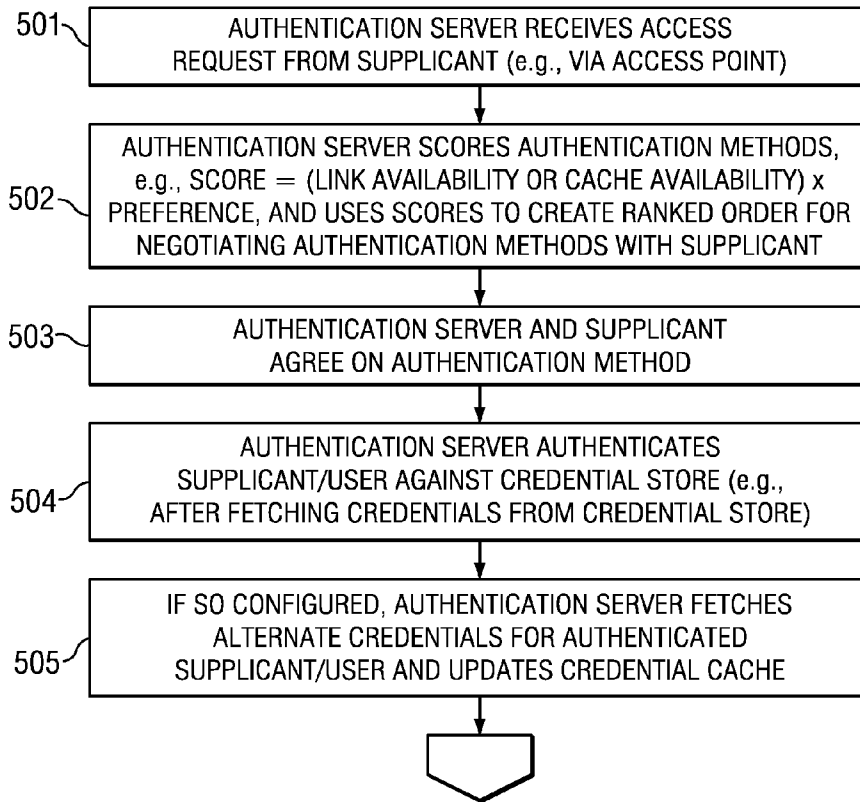 501
AUTHENTICATION SERVER RECEIVES ACCESS
REQUEST FROM SUPPLICANT (e.g., VIA ACCESS POINT)
502
AUTHENTICATION SERVER SCORES AUTHENTICATION METHODS,
e.g., SCORE = (LINK AVAILABILITY OR CACHE AVAILABILITY) x
PREFERENCE, AND USES SCORES TO CREATE RANKED ORDER FOR
NEGOTIATING AUTHENTICATION METHODS WITH SUPPLICANT
503
AUTHENTICATION SERVER AND SUPPLICANT
AGREE ON AUTHENTICATION METHOD
504
AUTHENTICATION SERVER AUTHENTICATES
SUPPLICANT/USER AGAINST CREDENTIAL STORE (e.g.,
AFTER FETCHING CREDENTIALS FROM CREDENTIAL STORE)
505
IF SO CONFIGURED, AUTHENTICATION SERVER FETCHES
ALTERNATE CREDENTIALS FOR AUTHENTICATED
SUPPLICANT/USER AND UPDATES CREDENTIAL CACHE